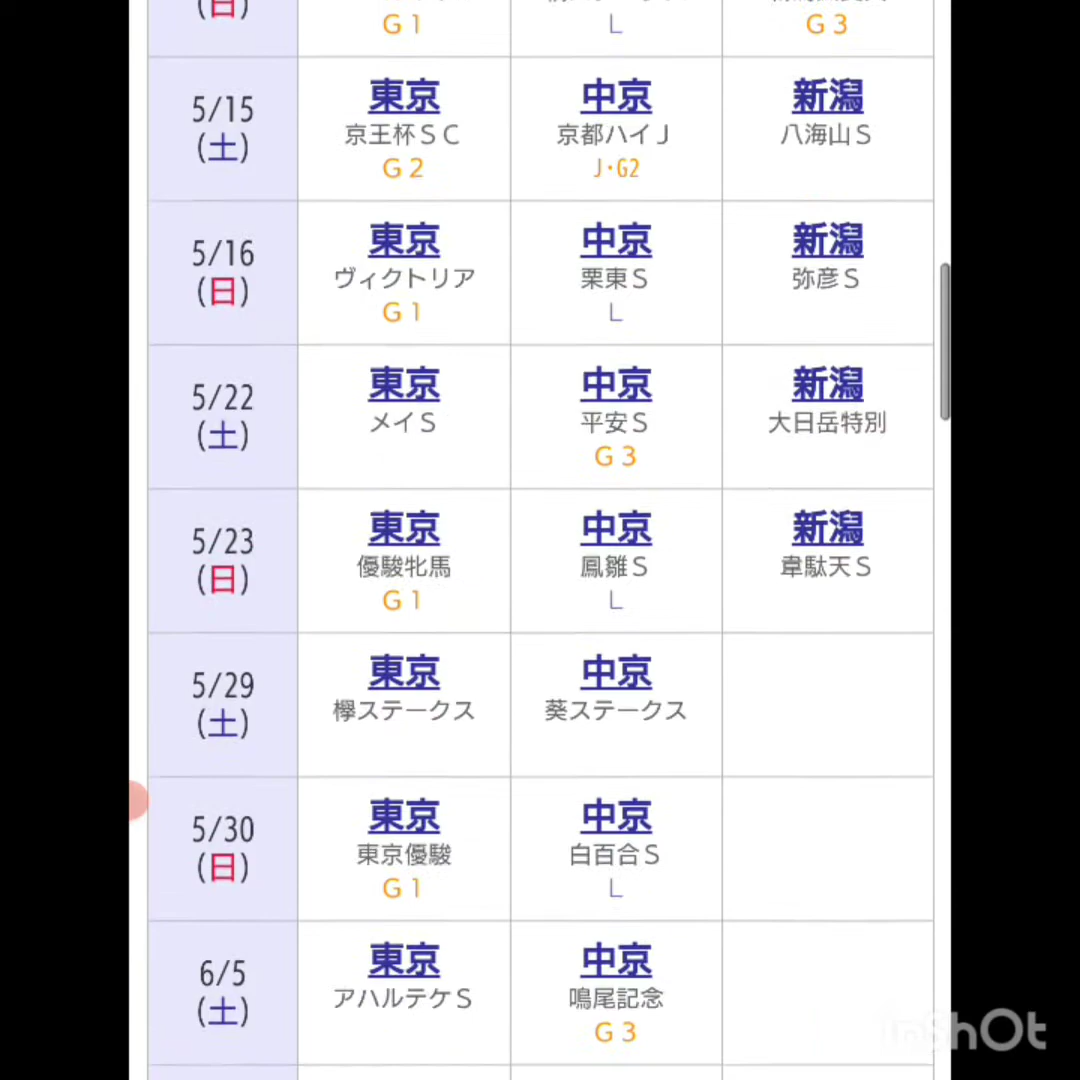 (日)
G1 L G3
5/15 東京 中京 新潟
(土) 京王杯SC 京都ハイJ 八海山S
G2 J・G2
5/16 東京 中京 新潟
(日) ヴィクトリア 栗東S 弥彦S
G1 L
5/22 東京 中京 新潟
(土) メイS 平安S 大日岳特別
G3
5/23 東京 中京 新潟
(日) 優駿牝馬 鳳雛S 韋駄天S
G1 L
5/29 東京 中京
(土) 欅ステークス 葵ステークス
5/30 東京 中京
(日) 東京優駿 白百合S
G1 L
6/5 東京 中京
(土) アハルテケS 鳴尾記念
G3
InShOt